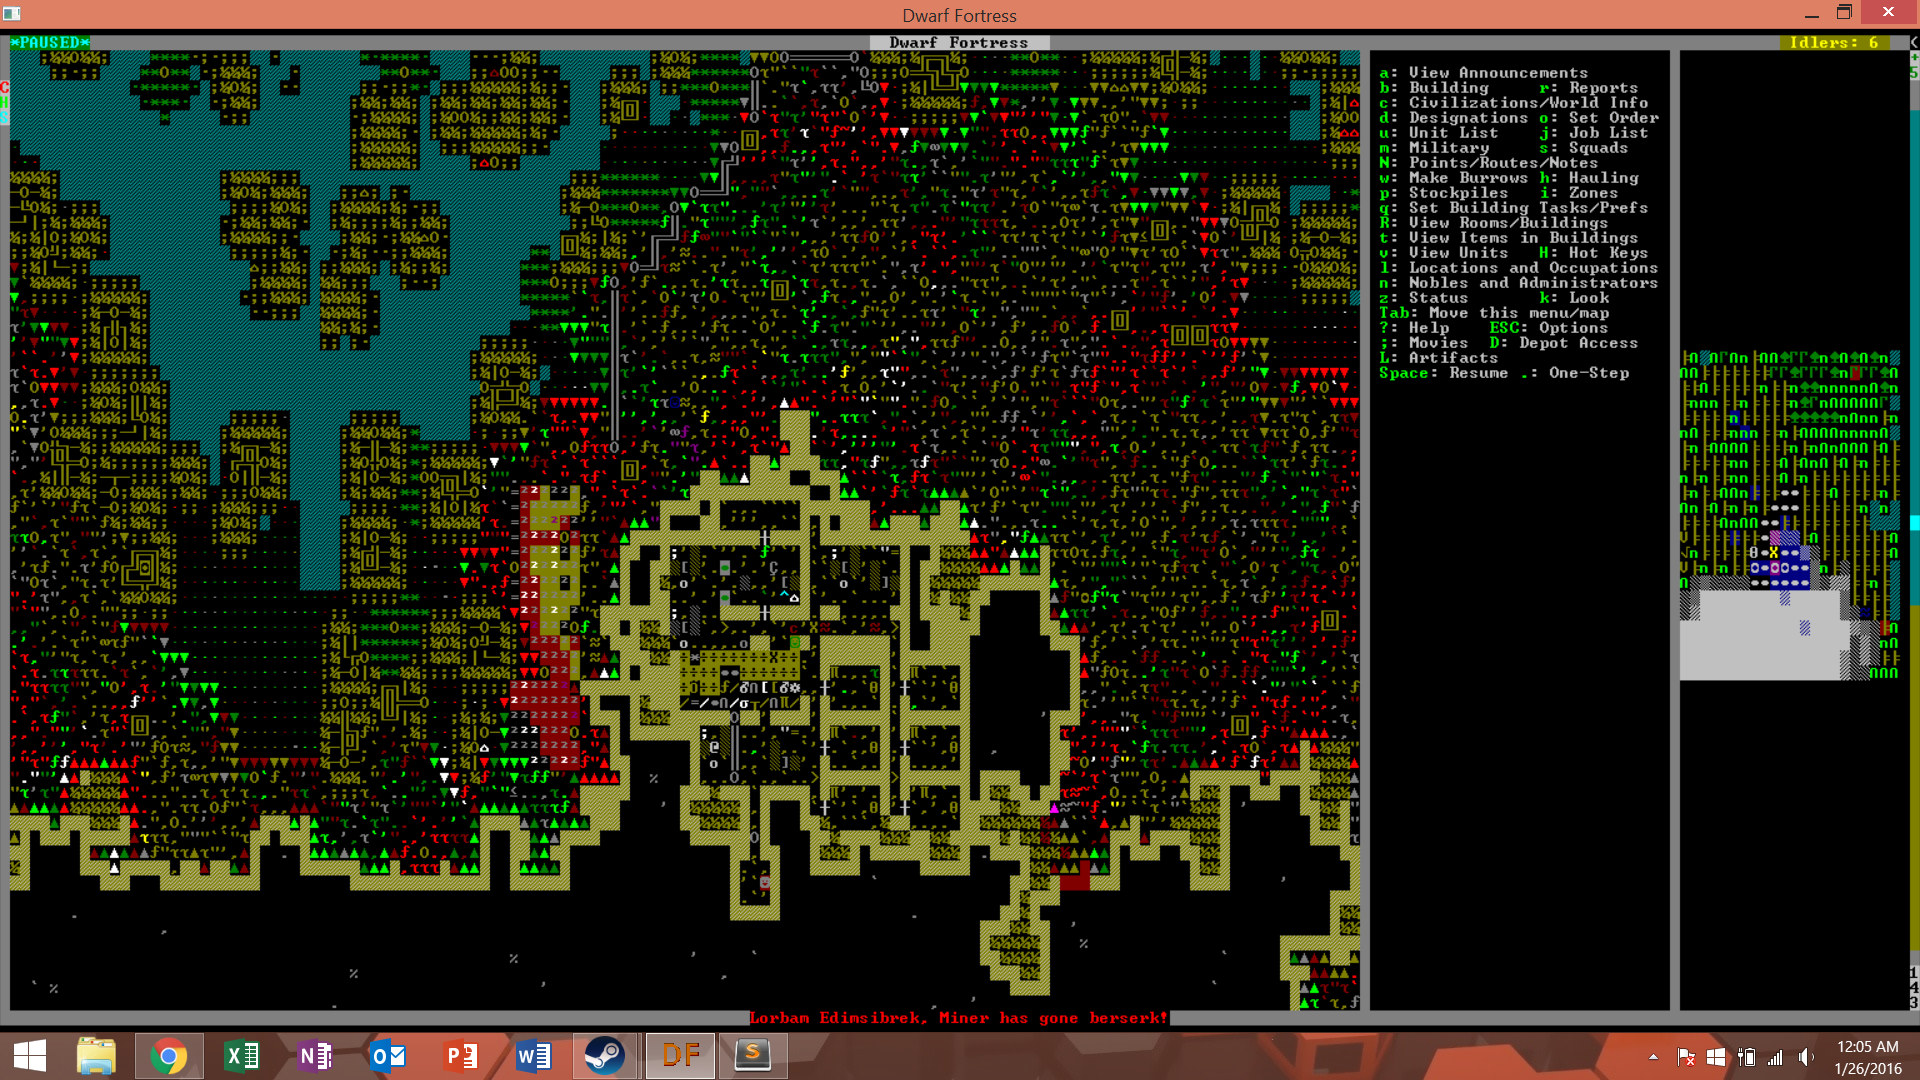 Dwarf Fortress
*PAUSED*
Dwarf Fortress
Idlers: 6
C
H
S
a: View Announcements
b: Building r: Reports
c: Civilizations/World Info
d: Designations o: Set Order
u: Unit List j: Job List
m: Military s: Squads
N: Points/Routes/Notes
w: Make Burrows h: Hauling
p: Stockpiles i: Zones
q: Set Building Tasks/Prefs
R: View Rooms/Buildings
t: View Items in Buildings
v: View Units H: Hot Keys
l: Locations and Occupations
n: Nobles and Administrators
z: Status k: Look
Tab: Move this menu/map
?: Help ESC: Options
;: Movies D: Depot Access
L: Artifacts
Space: Resume .: One-Step
Lorbam Edimsibrek, Miner has gone berserk!
DF
12:05 AM
1/26/2016